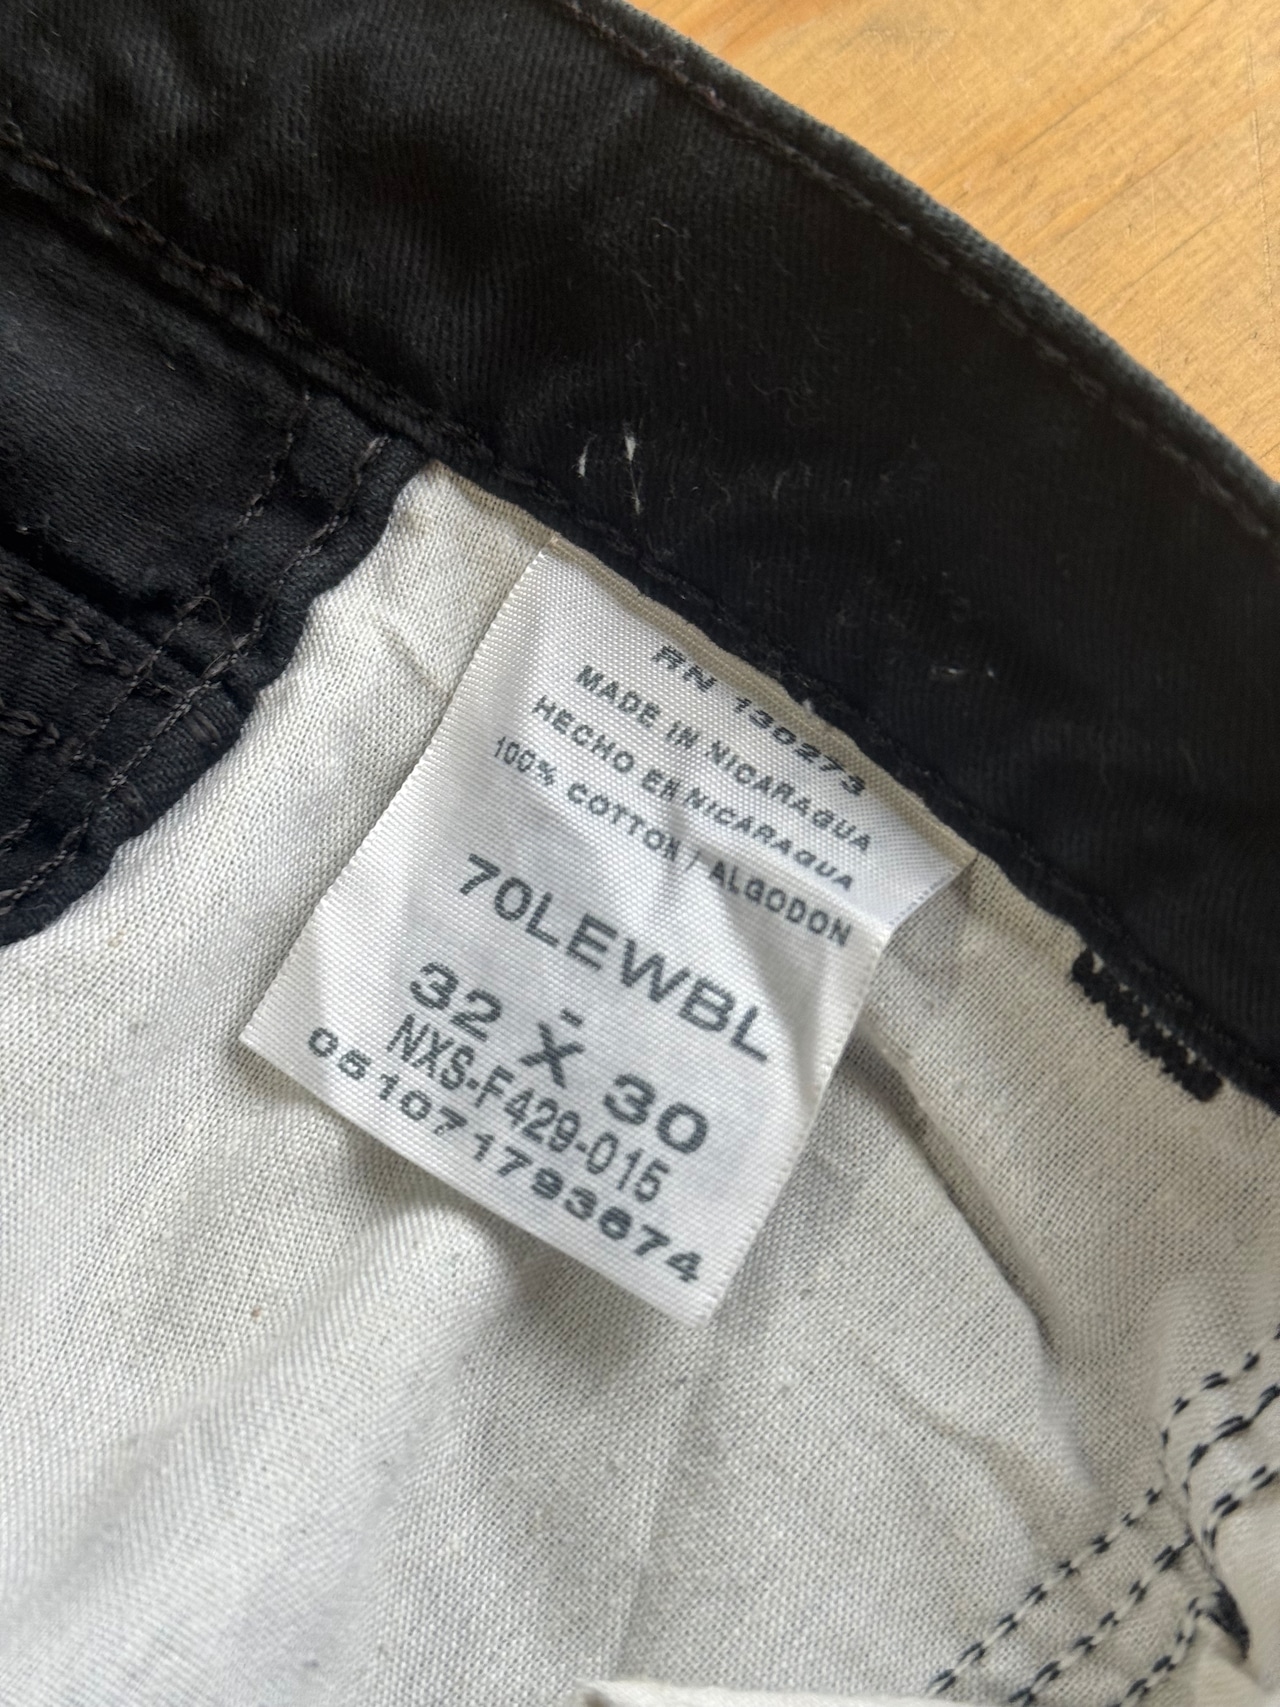 RN 130273
MADE IN NICARAGUA
HECHO EN NICARAGUA
100% COTTON / ALGODON
70LEWBL
-
32 X 30
NXS-F429-015
051071793674